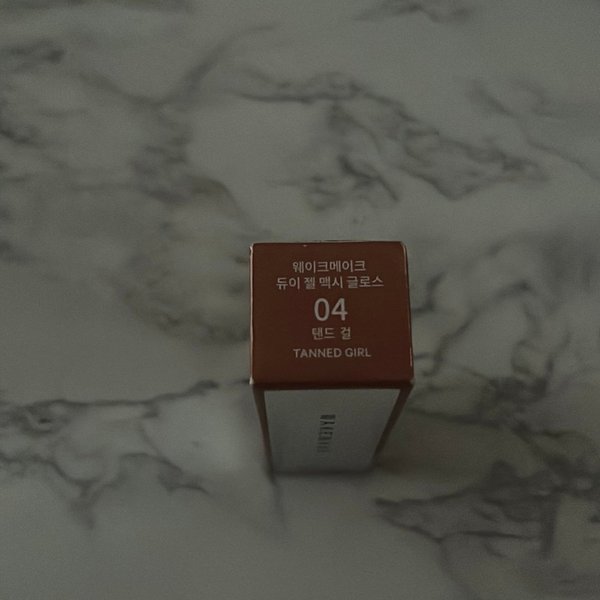 웨이크메이크
듀이 젤 맥시 글로스
04
탠드 걸
TANNED GIRL
WAKEMAKE